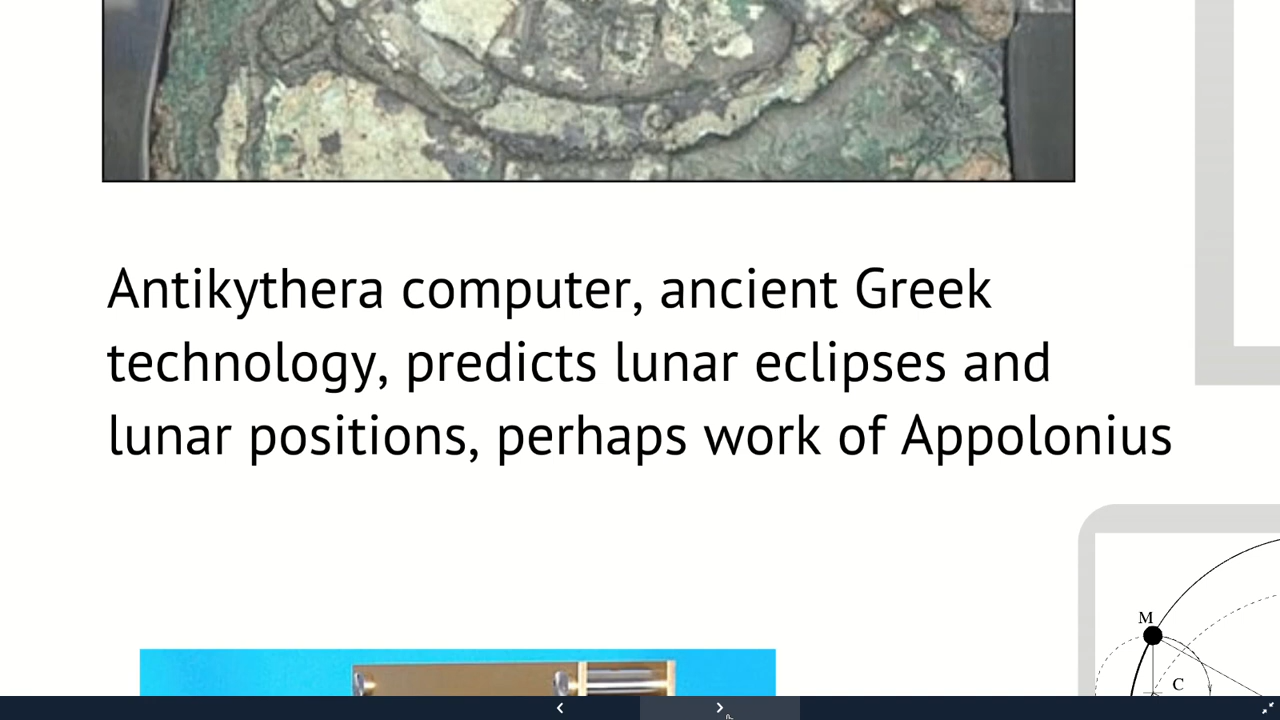 Antikythera computer, ancient Greek
technology, predicts lunar eclipses and
lunar positions, perhaps work of Appolonius
M
C